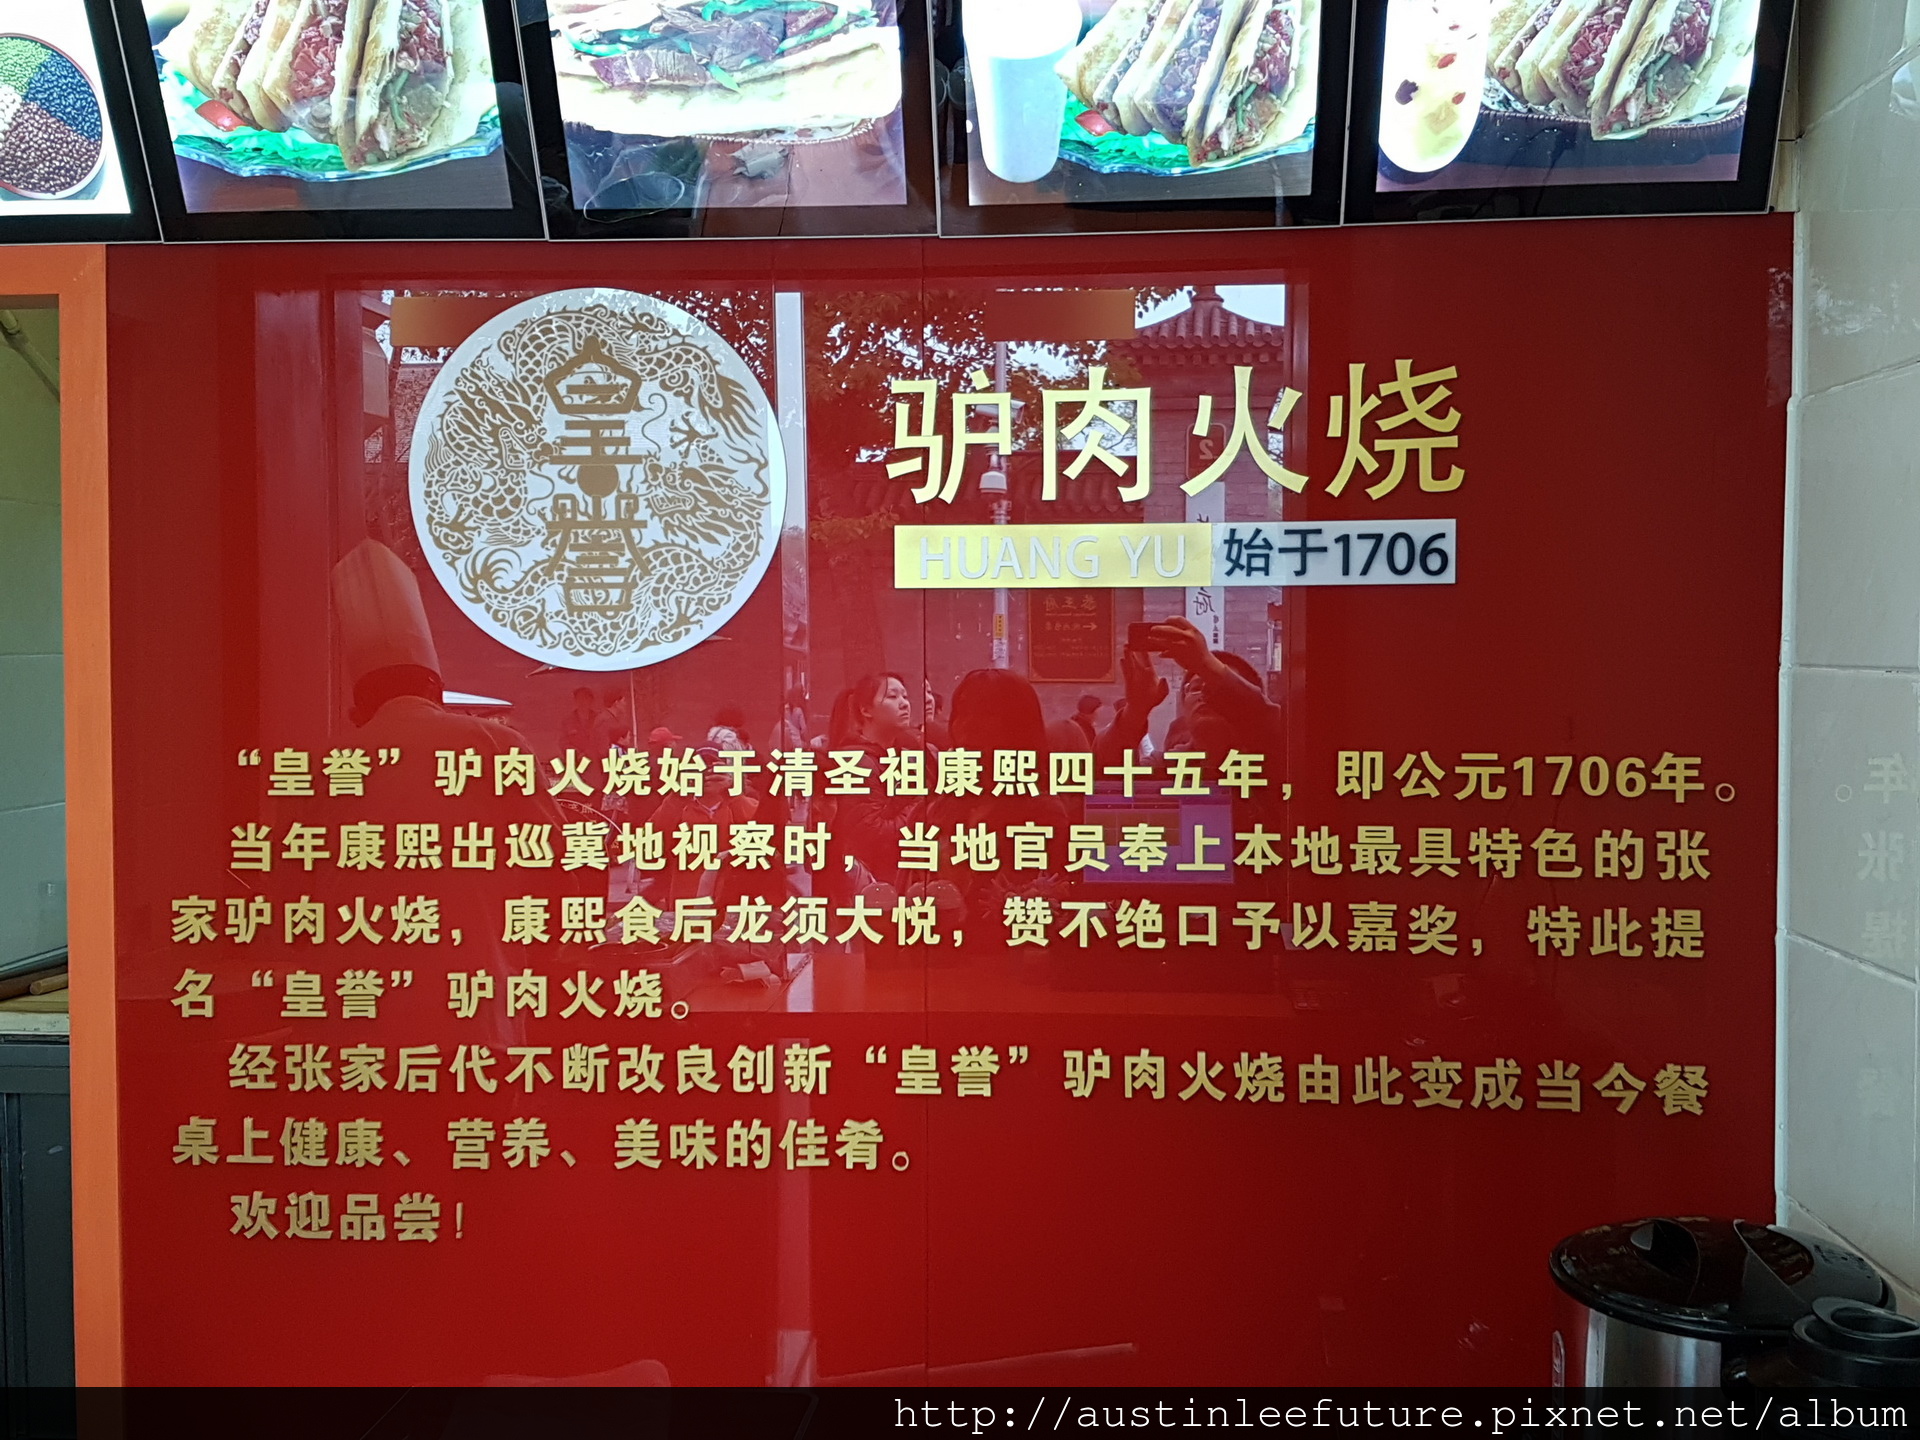 皇誉
驴肉火烧
HUANG YU 始于1706
“皇誉”驴肉火烧始于清圣祖康熙四十五年，即公元1706年。
当年康熙出巡冀地视察时，当地官员奉上本地最具特色的张
家驴肉火烧，康熙食后龙须大悦，赞不绝口予以嘉奖，特此提
名“皇誉”驴肉火烧。
经张家后代不断改良创新“皇誉”驴肉火烧由此变成当今餐
桌上健康、营养、美味的佳肴。
欢迎品尝！
http://austinleefuture.pixnet.net/album